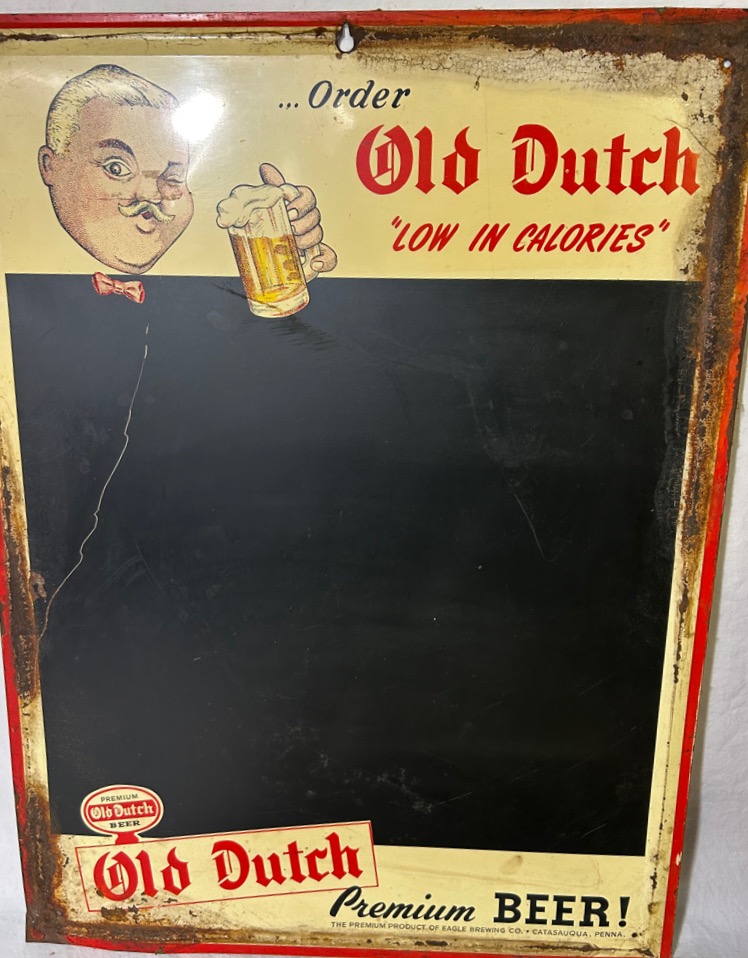 ...Order
Old Dutch
"LOW IN CALORIES"
PREMIUM
Old Dutch
BEER
Old Dutch
Premium BEER!
THE PREMIUM PRODUCT OF EAGLE BREWING CO. • CATASAUQUA, PENNA.